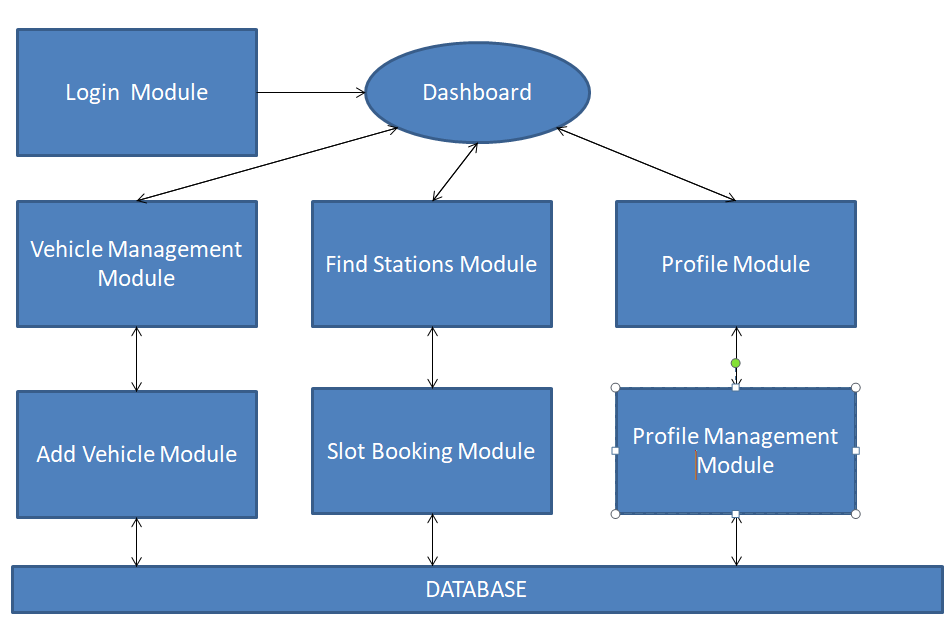 Login  Module
Dashboard
Vehicle Management
Module
Find Stations Module
Profile Module
Add Vehicle Module
Slot Booking Module
Profile Management
Module
DATABASE